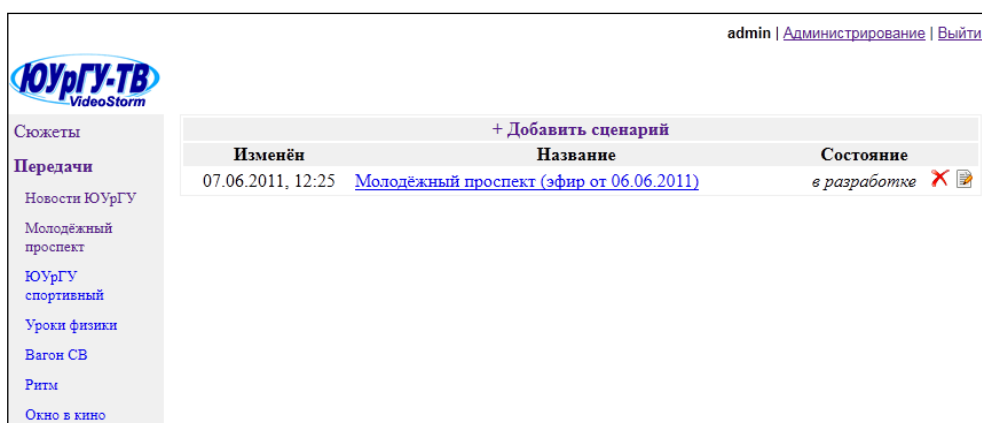 admin | Администрирование | Выйти
ЮУрГУ-ТВ
VideoStorm
Сюжеты
Передачи
Новости ЮУрГУ
Молодёжный
проспект
ЮУрГУ
спортивный
Уроки физики
Вагон СВ
Ритм
Окно в кино
+ Добавить сценарий
Изменён Название Состояние
07.06.2011, 12:25 Молодёжный проспект (эфир от 06.06.2011) в разработке